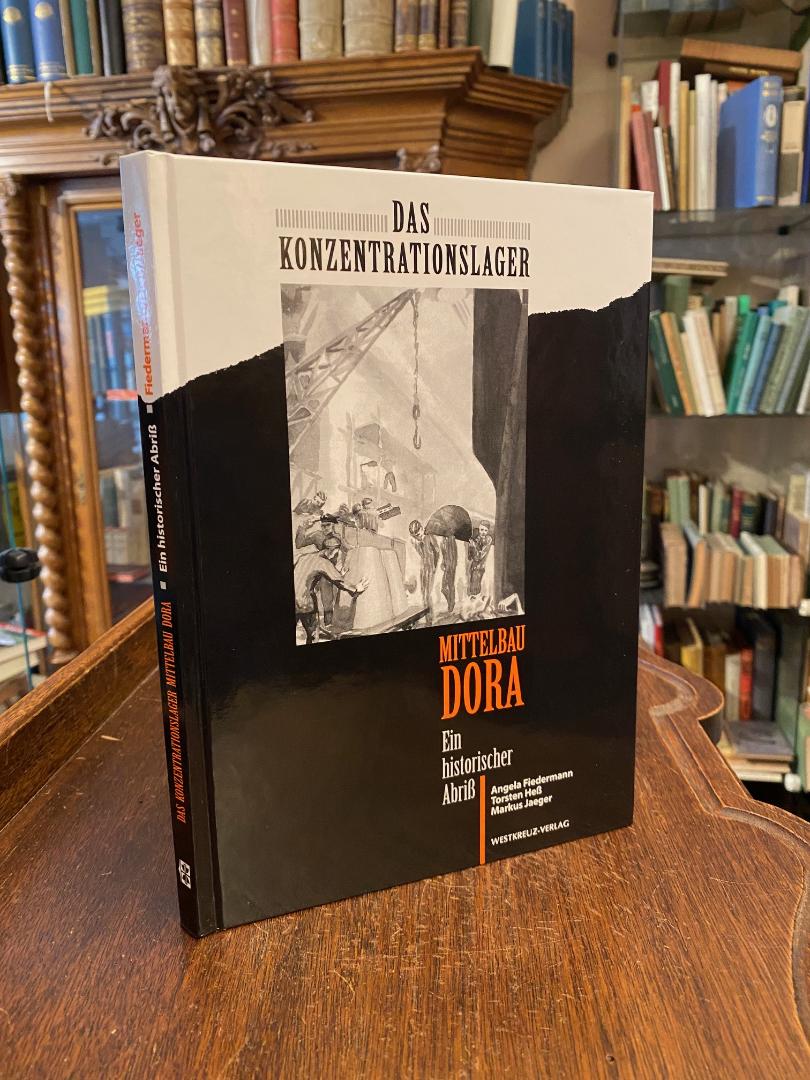 DAS
KONZENTRATIONSLAGER
MITTELBAU
DORA
Ein
historischer
Abriß
Angela Fiedermann
Torsten Heß
Markus Jaeger
WESTKREUZ-VERLAG
DAS KONZENTRATIONSLAGER MITTELBAU DORA ■ Ein historischer Abriß ■